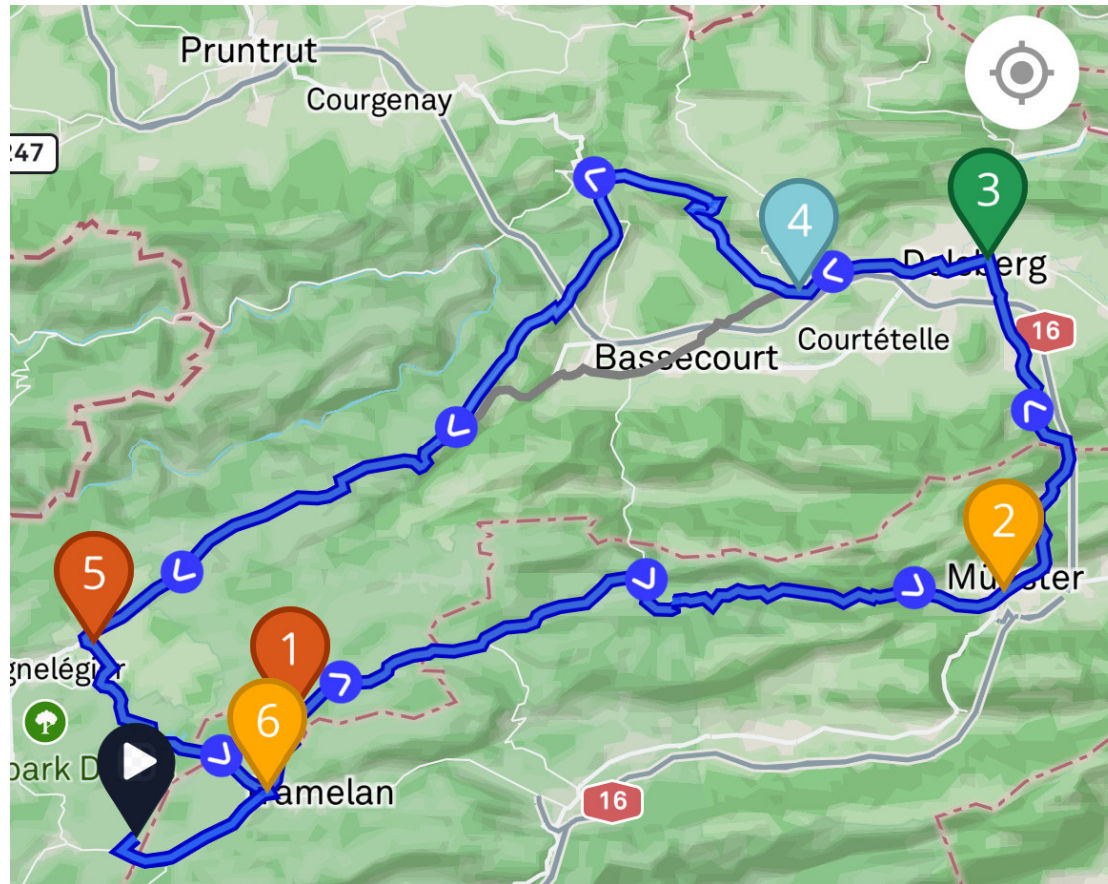 Pruntrut
Courgenay
247
3
4
Delsberg
16
Courtételle
Bassecourt
2
5
Münster
1
gnelégier
6
park D
amelan
16